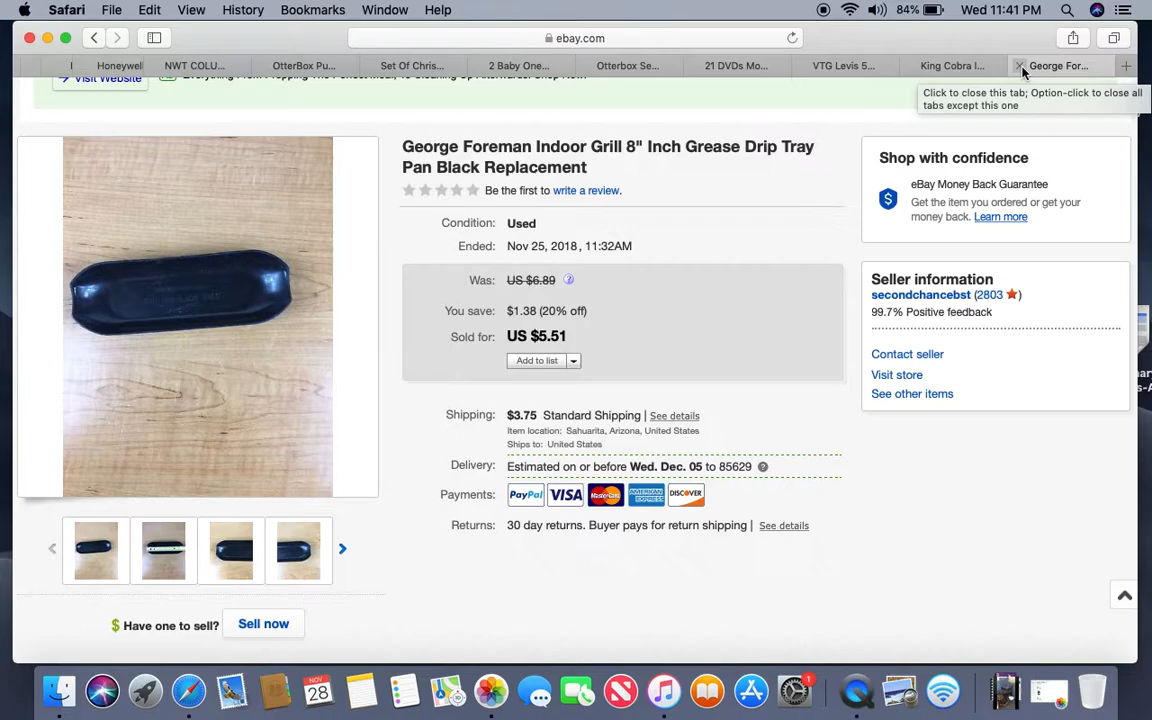 Safari File Edit View History Bookmarks Window Help 84% Wed 11:41 PM
ebay.com
Honeywell NWT COLU... OtterBox Pu... Set Of Chris... 2 Baby One... Otterbox Se... 21 DVDs Mo... VTG Levis 5... King Cobra I... George For...
Click to close this tab; Option-click to close all
tabs except this one
Visit Website
George Foreman Indoor Grill 8" Inch Grease Drip Tray
Pan Black Replacement
Be the first to write a review.
Condition: Used
Ended: Nov 25, 2018 , 11:32AM
Was: US $6.89
You save: $1.38 (20% off)
Sold for: US $5.51
Add to list
Shipping: $3.75 Standard Shipping | See details
Item location: Sahuarita, Arizona, United States
Ships to: United States
Delivery: Estimated on or before Wed. Dec. 05 to 85629
Payments: PayPal VISA MasterCard AMERICAN EXPRESS DISCOVER
Returns: 30 day returns. Buyer pays for return shipping | See details
Shop with confidence
eBay Money Back Guarantee
Get the item you ordered or get your
money back. Learn more
Seller information
secondchancebst (2803 )
99.7% Positive feedback
Contact seller
Visit store
See other items
$ Have one to sell? Sell now
NOV
28
1